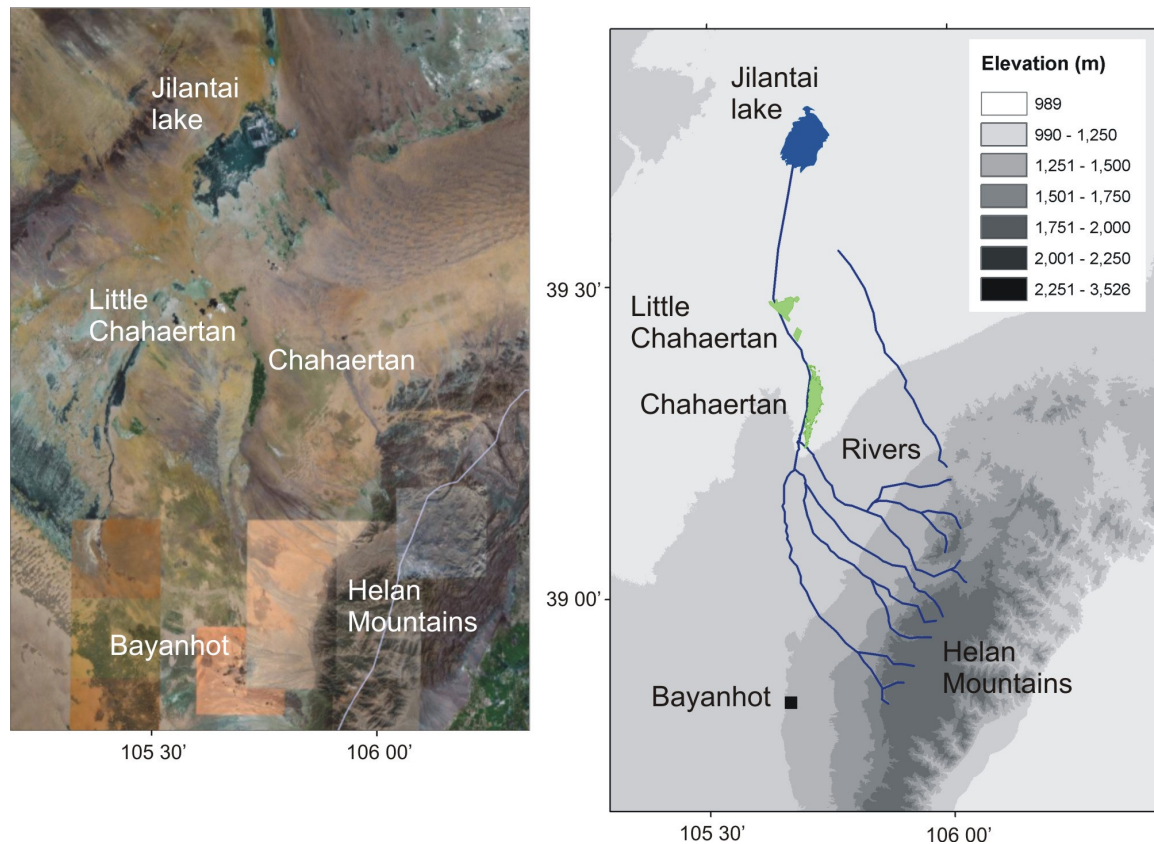 Jilantai
lake
Little
Chahaertan
Chahaertan
Helan
Mountains
Bayanhot
105 30’
106 00’
Jilantai
lake
Elevation (m)
989
990 - 1,250
1,251 - 1,500
1,501 - 1,750
1,751 - 2,000
2,001 - 2,250
2,251 - 3,526
39 30’
Little
Chahaertan
Chahaertan
Rivers
39 00’
Helan
Mountains
Bayanhot
105 30’
106 00’